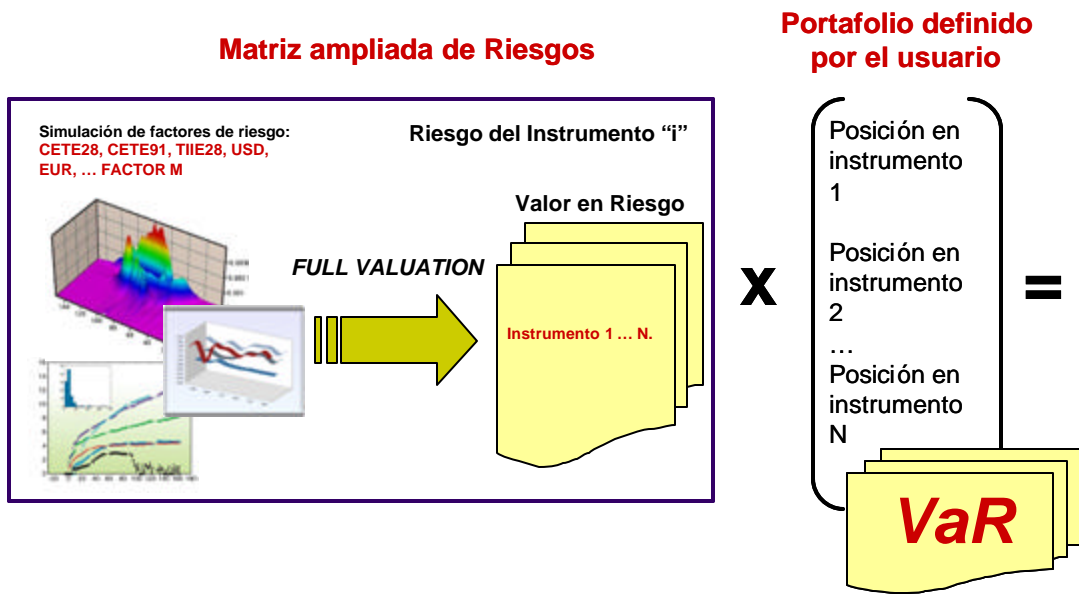 Matriz ampliada de Riesgos
Portafolio definido
por el usuario
Simulación de factores de riesgo:
CETE28, CETE91, TIIE28, USD,
EUR, … FACTOR M
Riesgo del Instrumento “i”
Valor en Riesgo
FULL VALUATION
Instrumento 1 … N.
x
Posición en
instrumento
1
Posición en
instrumento
2
…
Posición en
instrumento
N
=
VaR